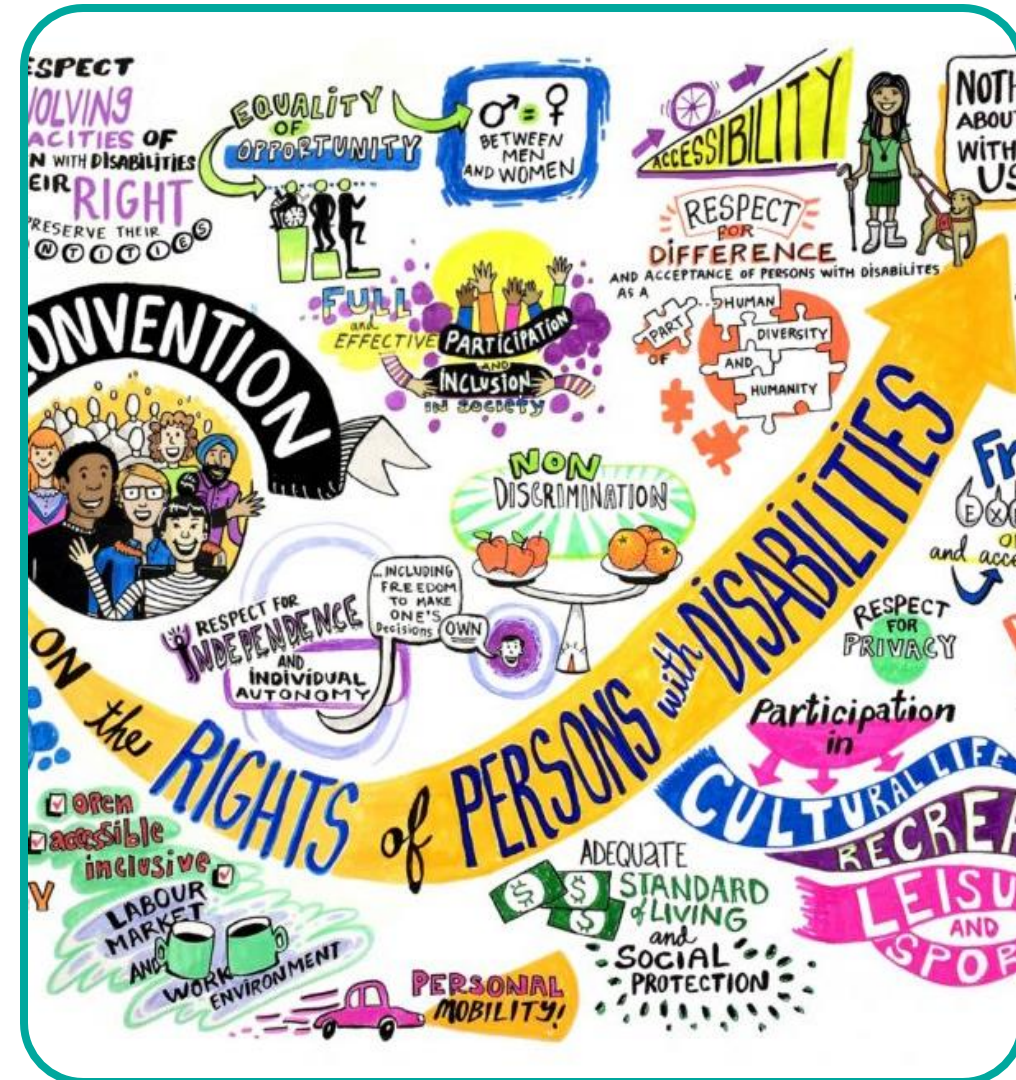 ESPECT
VOLVING
ACITIES OF
N WITH DISABILITIES
EIR RIGHT
PRESERVE THEIR
NTITIES
EQUALITY
OF
OPPORTUNITY
♂ = ♀
BETWEEN
MEN
AND WOMEN
ACCESSIBILITY
NOTH
ABOUT
WITH
US
RESPECT
FOR
DIFFERENCE
AND ACCEPTANCE OF PERSONS WITH DISABILITES
AS A
PART
OF
HUMAN
DIVERSITY
AND
HUMANITY
FULL
and
EFFECTIVE
PARTICIPATION
AND
INCLUSION
IN SOCIETY
ONVENTION
ON the RIGHTS of PERSONS with DISABILITIES
NON
DISCRIMINATION
RESPECT FOR
INDEPENDENCE
AND
INDIVIDUAL
AUTONOMY
...INCLUDING
FREEDOM
TO MAKE
ONE'S
OWN
Decisions
Fr
EX
and acce
RESPECT
FOR
PRIVACY
Participation
in
CULTURAL LIFE
RECREA
LEISU
AND
SPOR
OPEN
accessible
inclusive
Y
LABOUR
MARKET
AND
WORK
ENVIRONMENT
PERSONAL
MOBILITY!
ADEQUATE
STANDARD
of LIVING
and
SOCIAL
PROTECTION
$ $
$